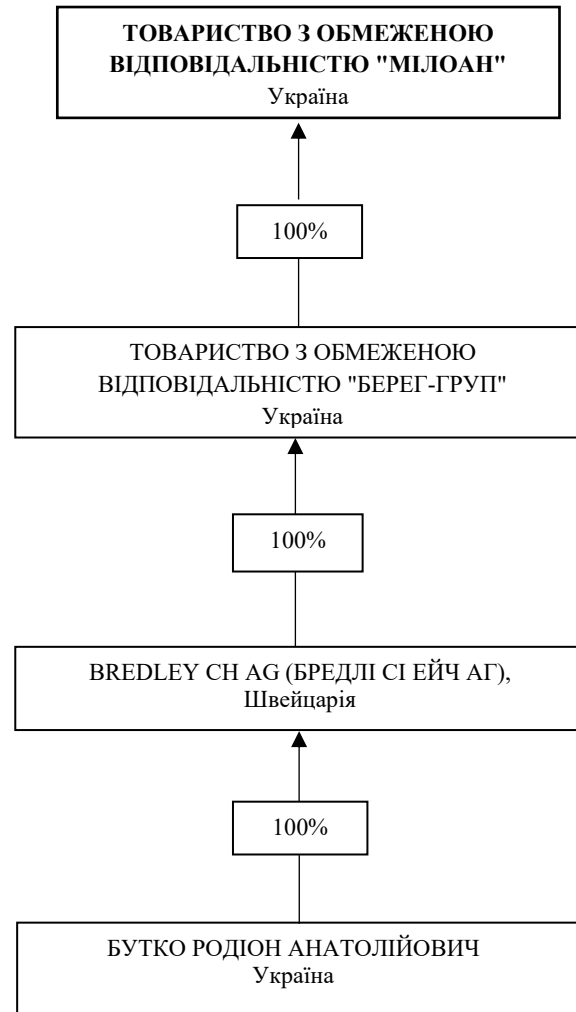 ТОВАРИСТВО З ОБМЕЖЕНОЮ
ВІДПОВІДАЛЬНІСТЮ "МІЛОАН"
Україна
100%
ТОВАРИСТВО З ОБМЕЖЕНОЮ
ВІДПОВІДАЛЬНІСТЮ "БЕРЕГ-ГРУП"
Україна
100%
BREDLEY CH AG (БРЕДЛІ СІ ЕЙЧ АГ),
Швейцарія
100%
БУТКО РОДІОН АНАТОЛІЙОВИЧ
Україна